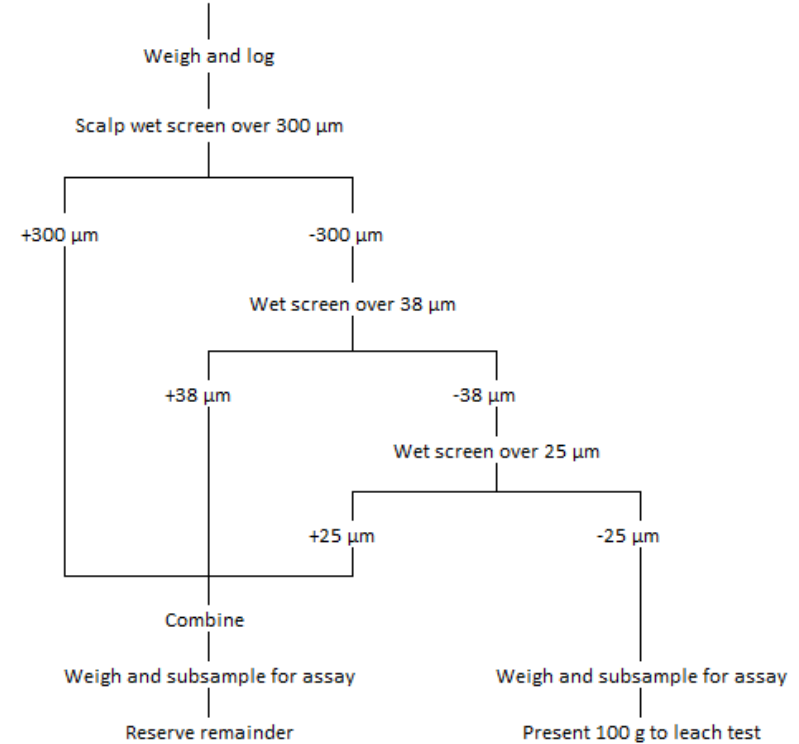 Weigh and log
Scalp wet screen over 300 µm
+300 µm
-300 µm
Wet screen over 38 µm
+38 µm
-38 µm
Wet screen over 25 µm
+25 µm
-25 µm
Combine
Weigh and subsample for assay
Weigh and subsample for assay
Reserve remainder
Present 100 g to leach test